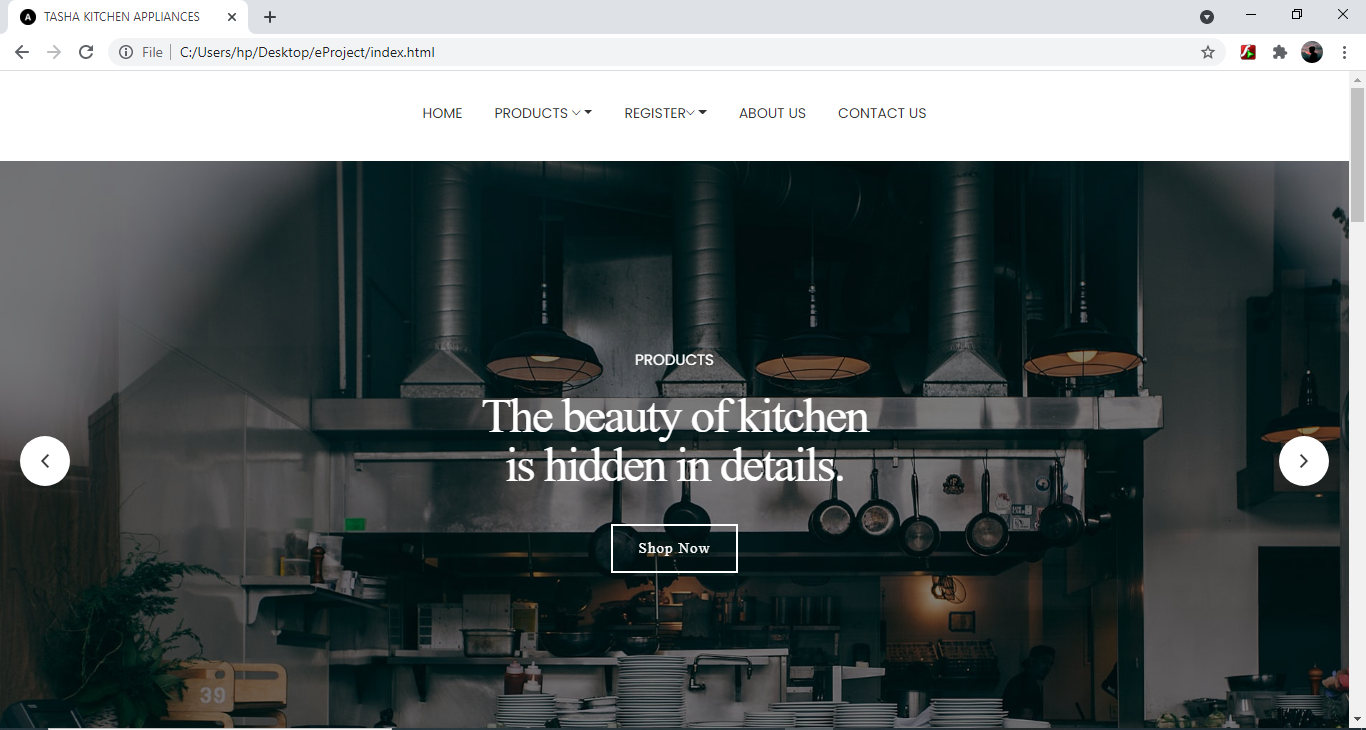 A TASHA KITCHEN APPLIANCES
File C:/Users/hp/Desktop/eProject/index.html
HOME PRODUCTS REGISTER ABOUT US CONTACT US
PRODUCTS
The beauty of kitchen
is hidden in details.
Shop Now
39